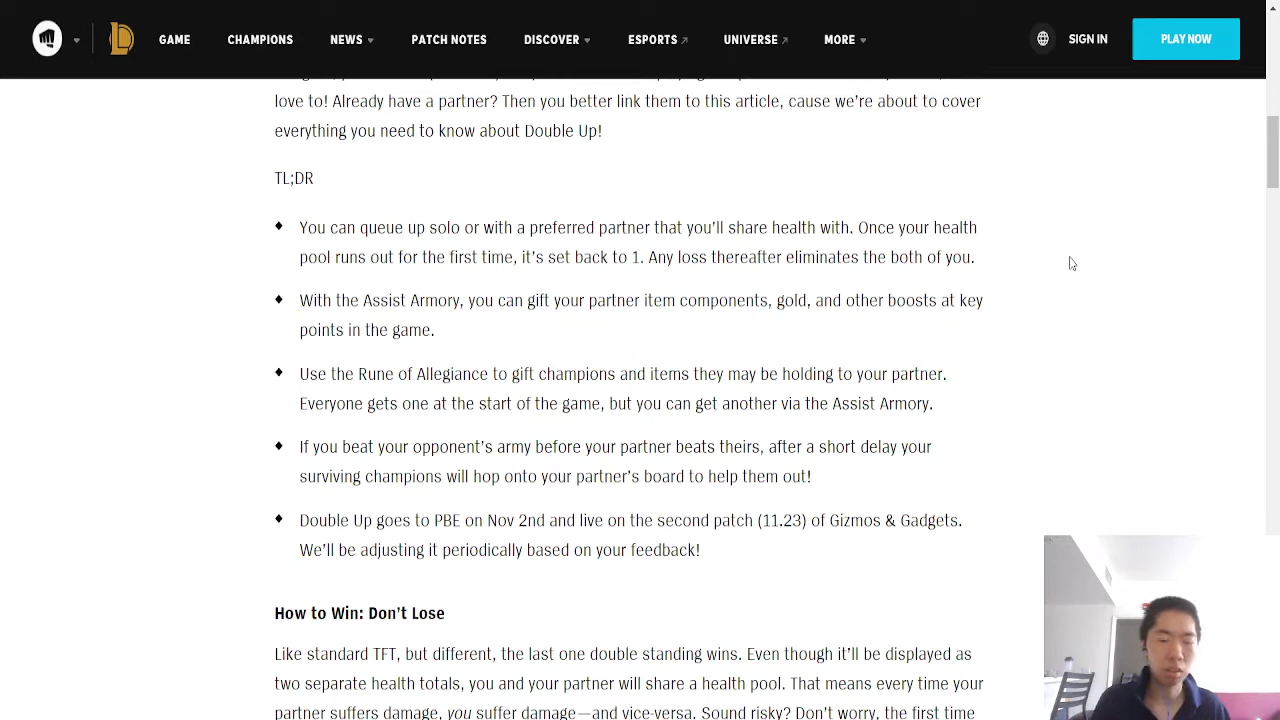 GAME CHAMPIONS NEWS PATCH NOTES DISCOVER ESPORTS UNIVERSE MORE SIGN IN PLAY NOW
love to! Already have a partner? Then you better link them to this article, cause we're about to cover
everything you need to know about Double Up!
TL;DR
You can queue up solo or with a preferred partner that you'll share health with. Once your health
pool runs out for the first time, it's set back to 1. Any loss thereafter eliminates the both of you.
With the Assist Armory, you can gift your partner item components, gold, and other boosts at key
points in the game.
Use the Rune of Allegiance to gift champions and items they may be holding to your partner.
Everyone gets one at the start of the game, but you can get another via the Assist Armory.
If you beat your opponent's army before your partner beats theirs, after a short delay your
surviving champions will hop onto your partner's board to help them out!
Double Up goes to PBE on Nov 2nd and live on the second patch (11.23) of Gizmos & Gadgets.
We'll be adjusting it periodically based on your feedback!
How to Win: Don't Lose
Like standard TFT, but different, the last one double standing wins. Even though it'll be displayed as
two separate health totals, you and your partner will share a health pool. That means every time your
partner suffers damage, you suffer damage—and vice-versa. Sound risky? Don't worry, the first time